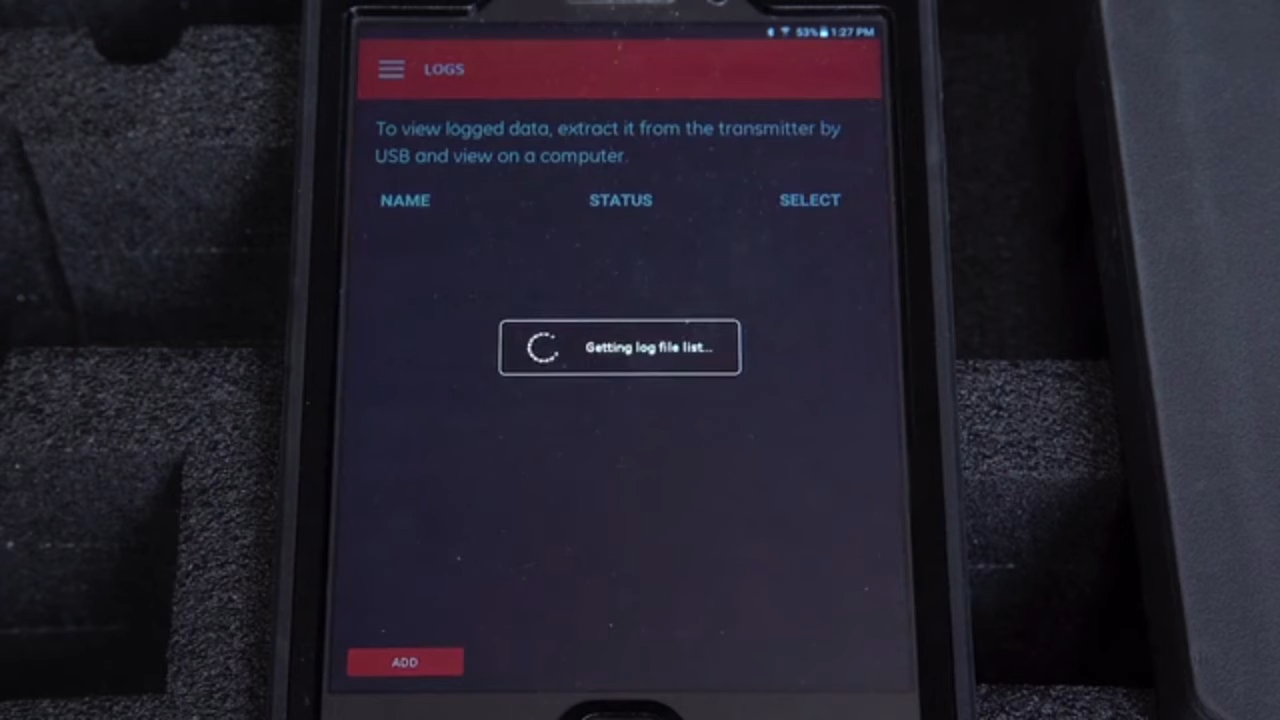 53% 1:27 PM
LOGS
To view logged data, extract it from the transmitter by
USB and view on a computer.
NAME STATUS SELECT
Getting log file list...
ADD